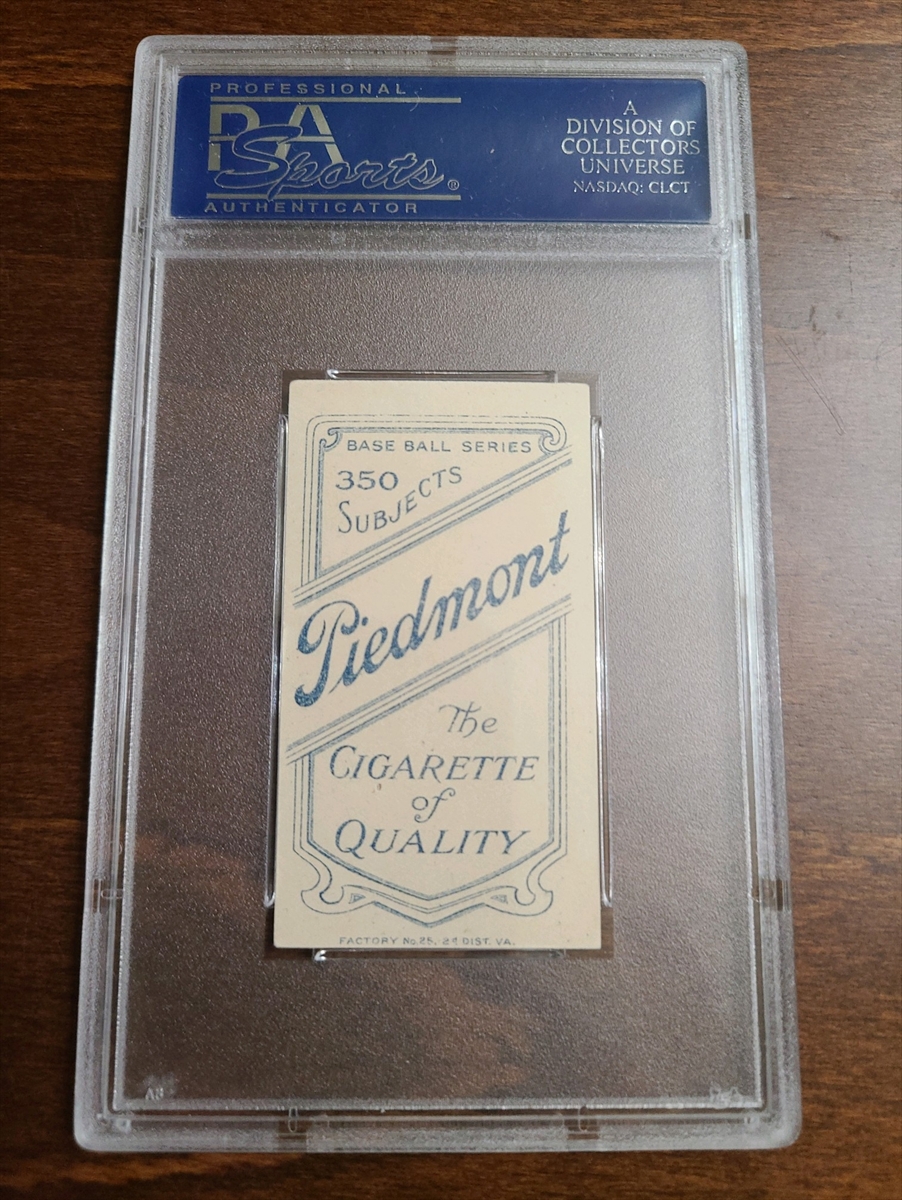 PROFESSIONAL
PSA
Sports®
AUTHENTICATOR
A
DIVISION OF
COLLECTORS
UNIVERSE
NASDAQ: CLCT
BASE BALL SERIES
350
SUBJECTS
Piedmont
The
CIGARETTE
of
QUALITY
FACTORY No. 25, 2d DIST. VA.